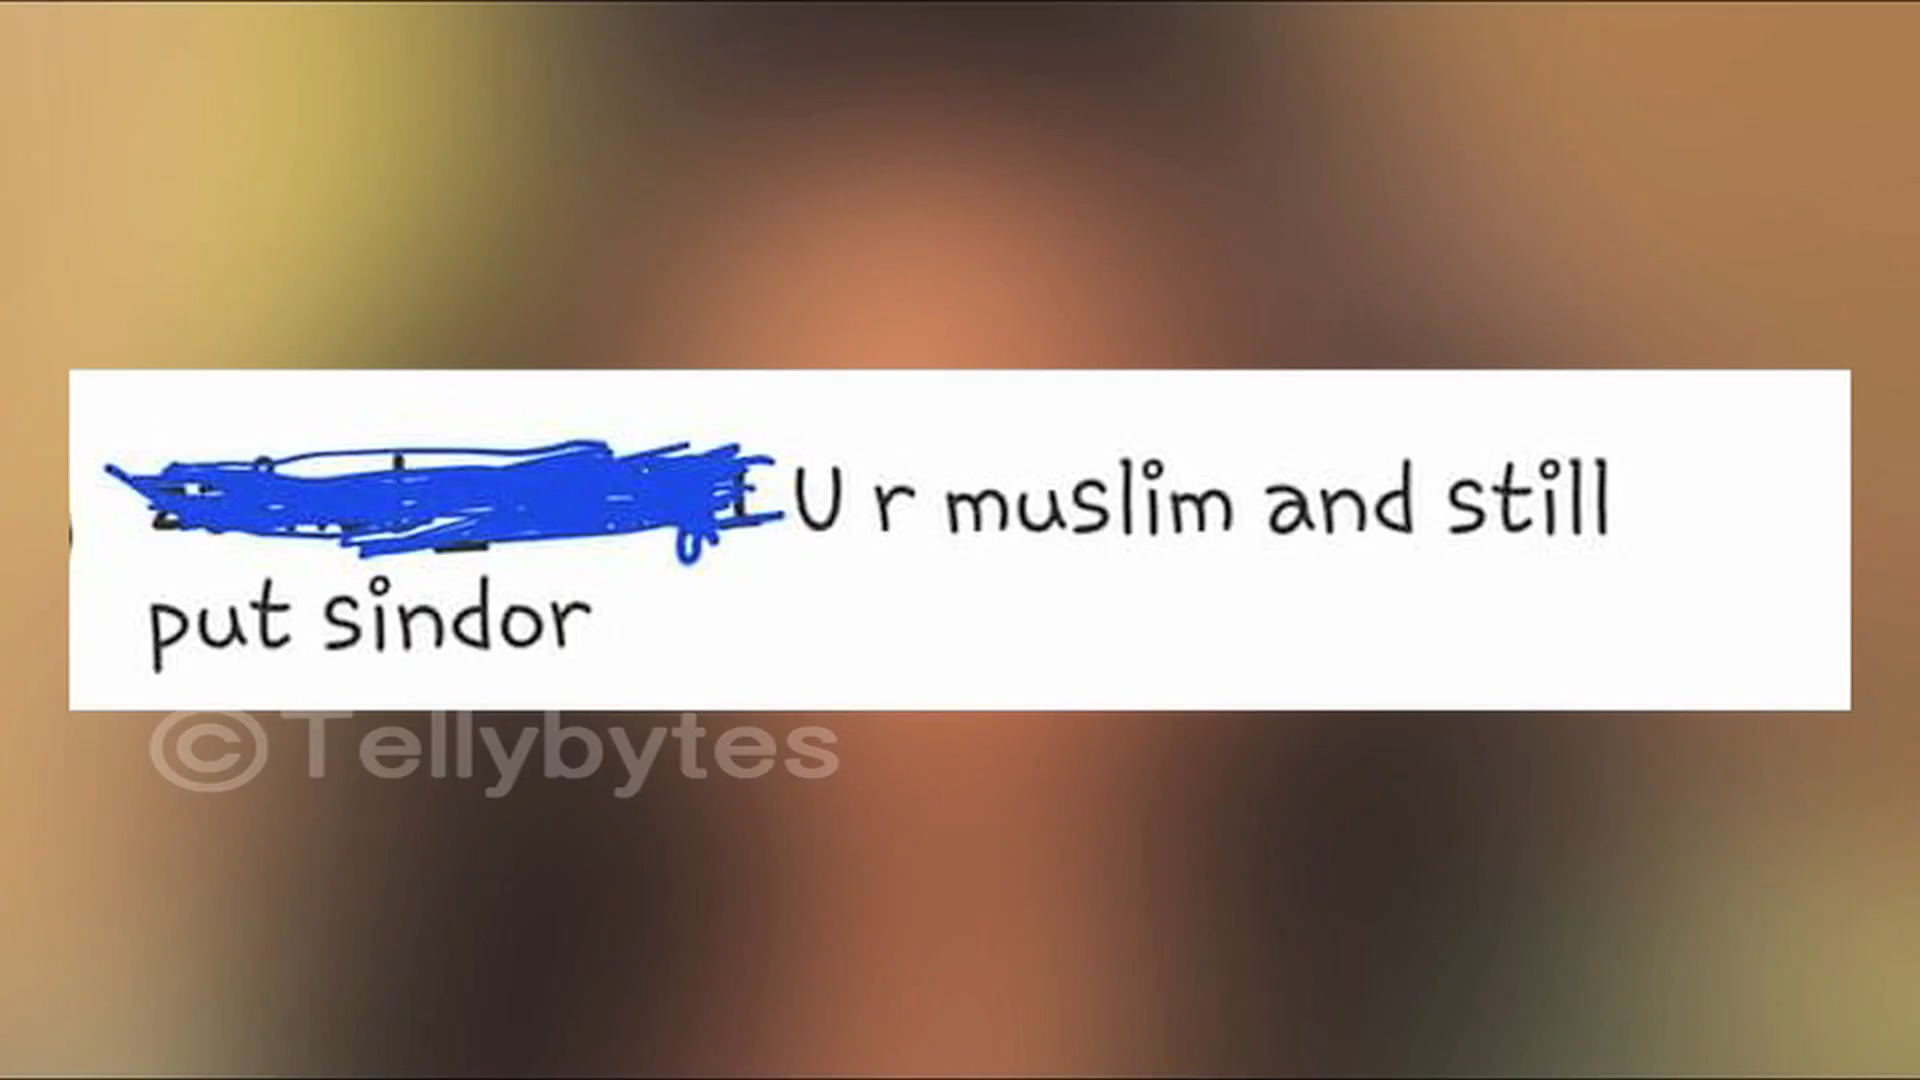 U r muslim and still
put sindor
©Tellybytes